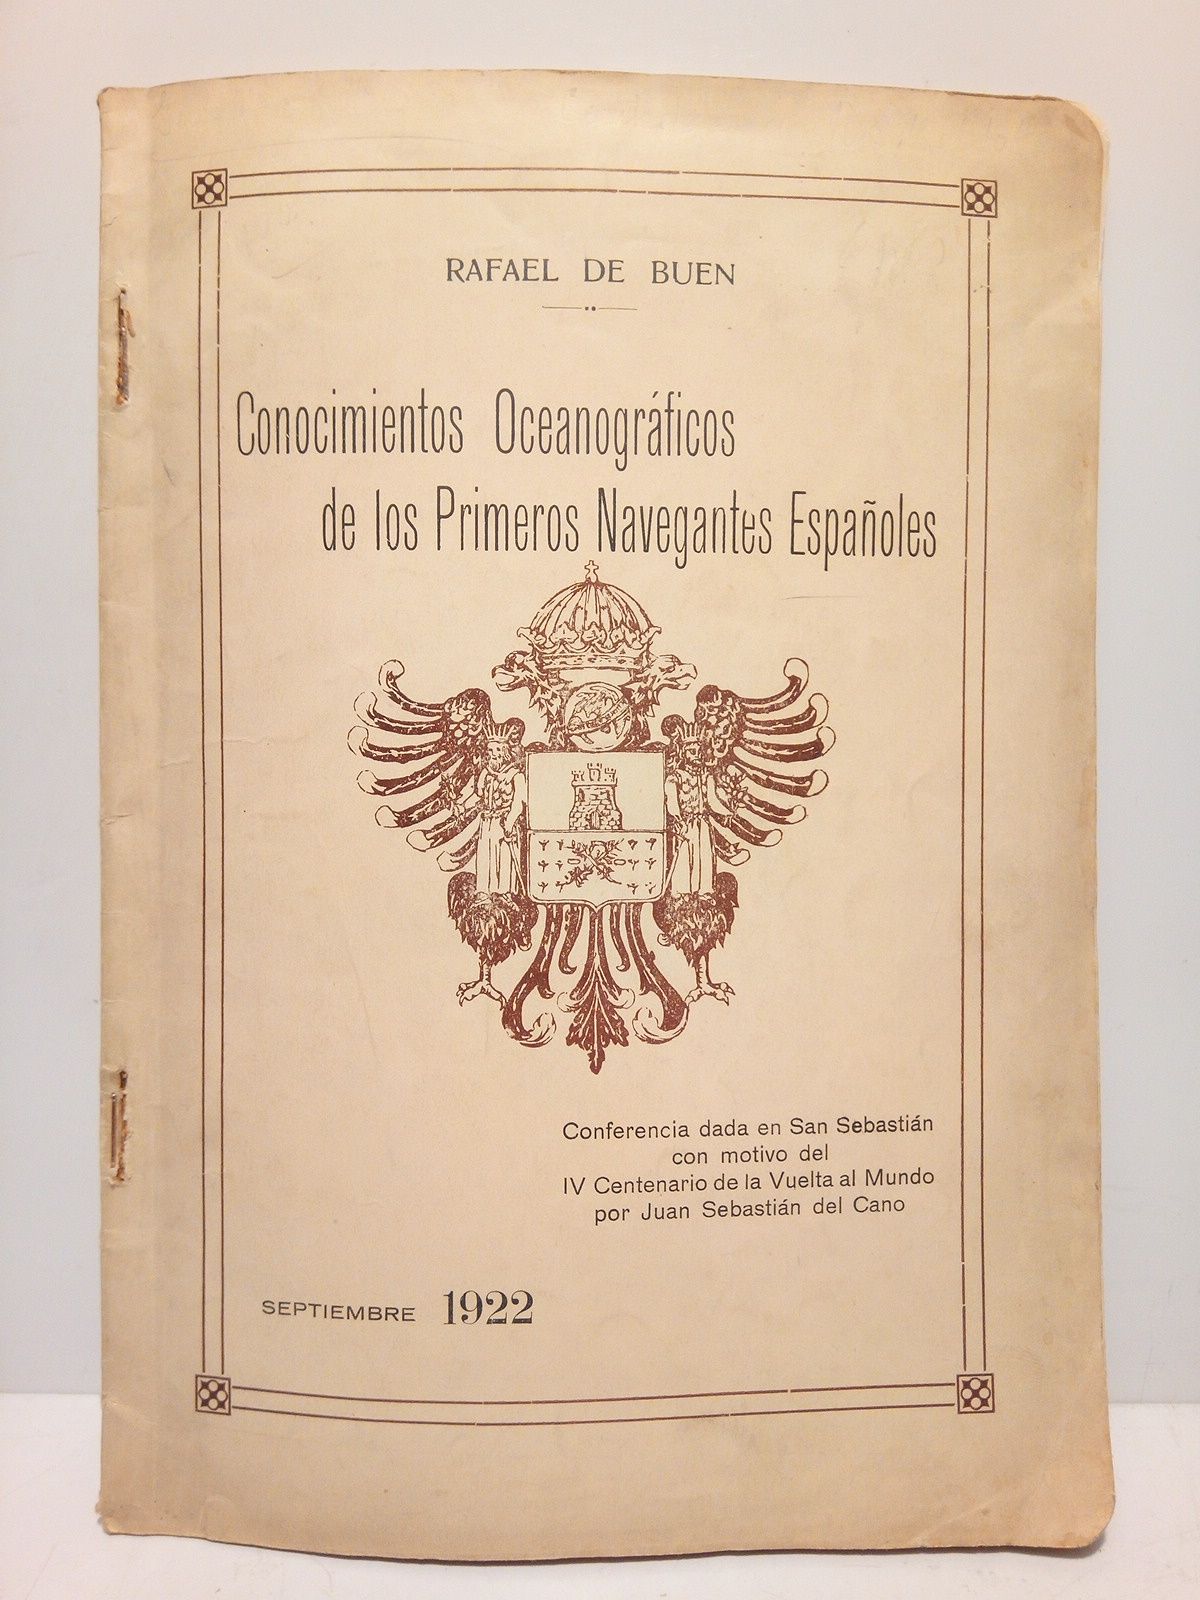 RAFAEL DE BUEN
Conocimientos Oceanográficos
de los Primeros Navegantes Españoles
Conferencia dada en San Sebastián
con motivo del
IV Centenario de la Vuelta al Mundo
por Juan Sebastián del Cano
SEPTIEMBRE 1922